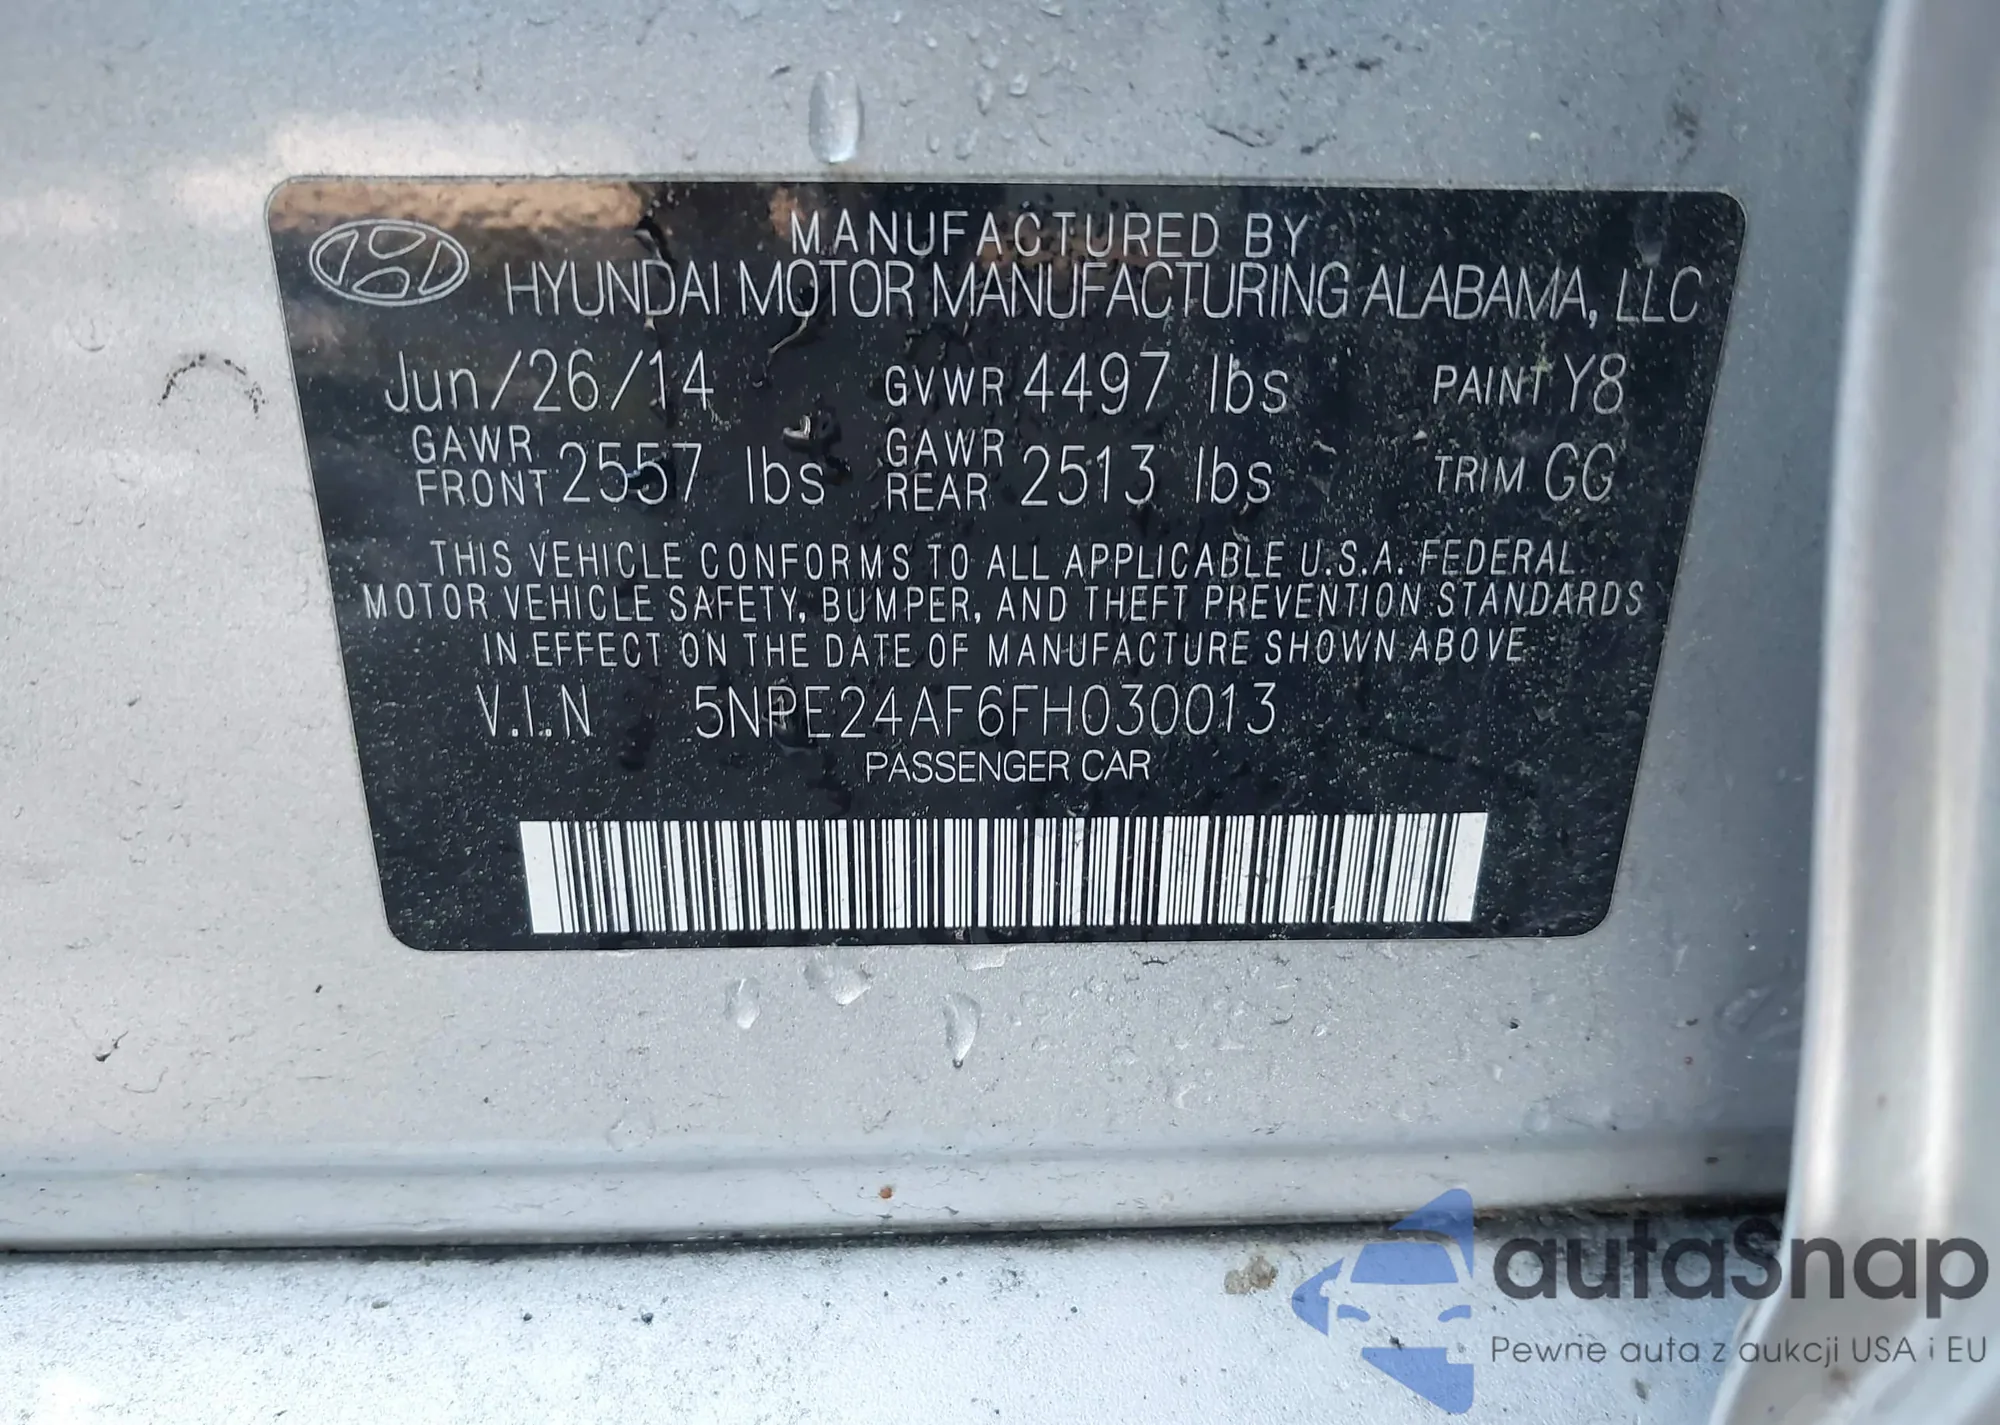 MANUFACTURED BY
HYUNDAI MOTOR MANUFACTURING ALABAMA, LLC
Jun/26/14 GVWR 4497 lbs PAINT Y8
GAWR FRONT 2557 lbs GAWR REAR 2513 lbs TRIM GG
THIS VEHICLE CONFORMS TO ALL APPLICABLE U.S.A. FEDERAL
MOTOR VEHICLE SAFETY, BUMPER, AND THEFT PREVENTION STANDARDS
IN EFFECT ON THE DATE OF MANUFACTURE SHOWN ABOVE
V.I.N 5NPE24AF6FH030013
PASSENGER CAR
autaSnap
Pewne auta z aukcji USA i EU